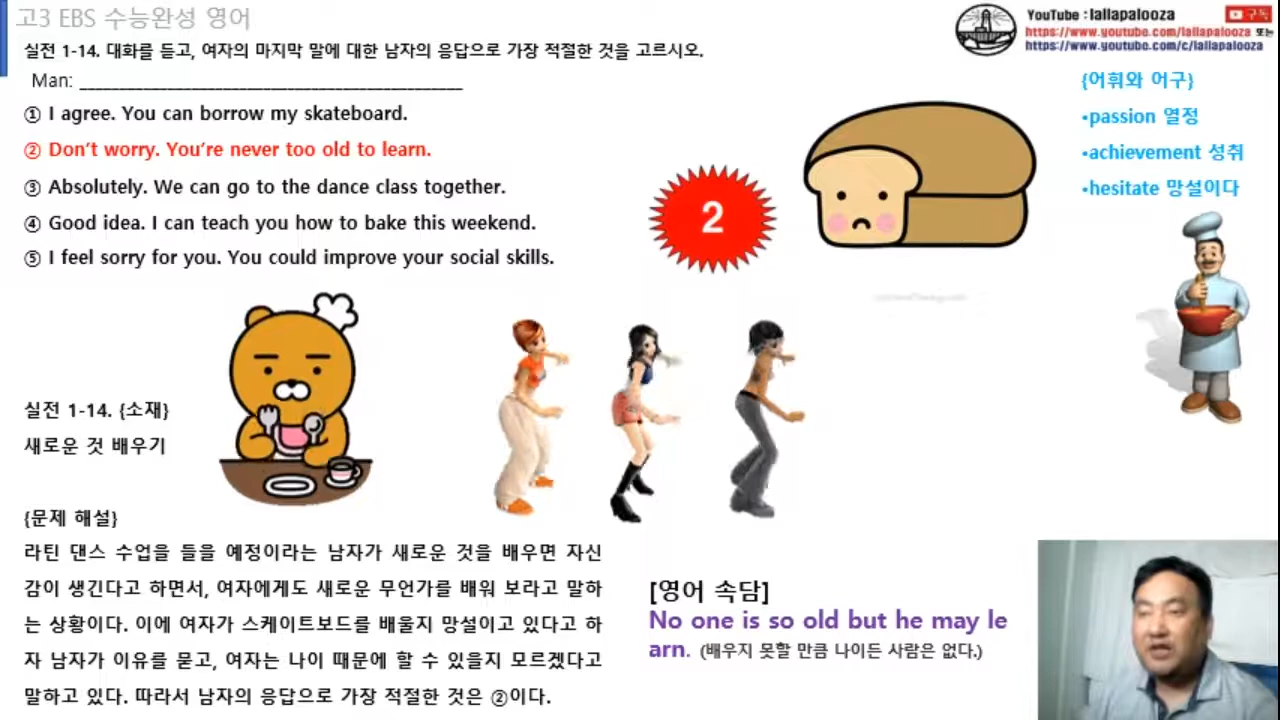 고3 EBS 수능완성 영어
YouTube : lallapalooza
구독
https://www.youtube.com/lallapalooza 또는
https://www.youtube.com/c/lallapalooza
실전 1-14. 대화를 듣고, 여자의 마지막 말에 대한 남자의 응답으로 가장 적절한 것을 고르시오.
Man: ________________________________________________
① I agree. You can borrow my skateboard.
② Don't worry. You're never too old to learn.
③ Absolutely. We can go to the dance class together.
④ Good idea. I can teach you how to bake this weekend.
⑤ I feel sorry for you. You could improve your social skills.
2
{어휘와 어구}
•passion 열정
•achievement 성취
•hesitate 망설이다
실전 1-14. {소재}
새로운 것 배우기
{문제 해설}
라틴 댄스 수업을 들을 예정이라는 남자가 새로운 것을 배우면 자신
감이 생긴다고 하면서, 여자에게도 새로운 무언가를 배워 보라고 말하
는 상황이다. 이에 여자가 스케이트보드를 배울지 망설이고 있다고 하
자 남자가 이유를 묻고, 여자는 나이 때문에 할 수 있을지 모르겠다고
말하고 있다. 따라서 남자의 응답으로 가장 적절한 것은 ②이다.
[영어 속담]
No one is so old but he may le
arn. (배우지 못할 만큼 나이든 사람은 없다.)